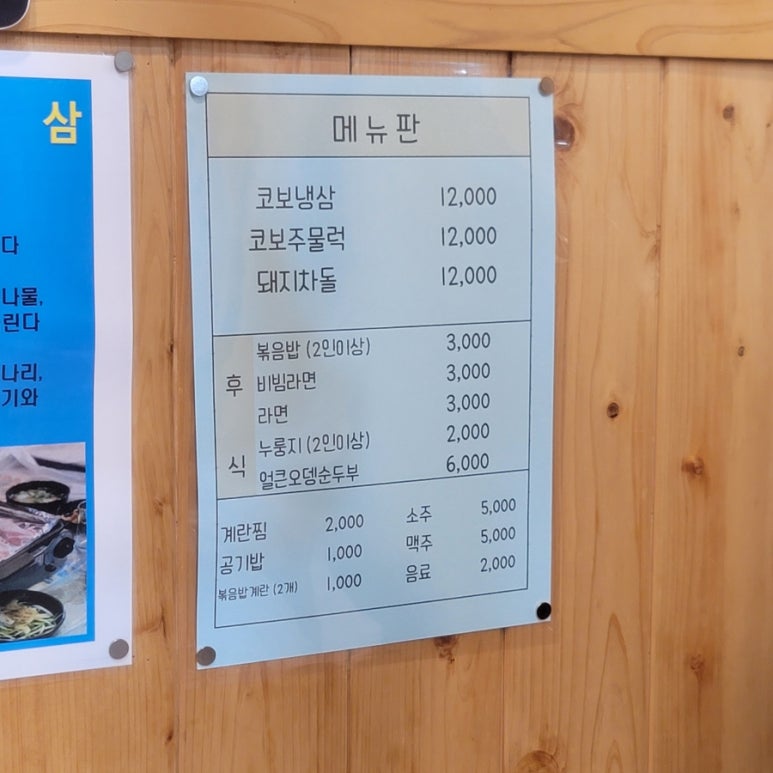 삼
다
나물,
린다
나리,
기와
메뉴판
코보냉삼 12,000
코보주물럭 12,000
돼지차돌 12,000
후식
볶음밥 (2인이상) 3,000
비빔라면 3,000
라면 3,000
누룽지 (2인이상) 2,000
얼큰오뎅순두부 6,000
계란찜 2,000 소주 5,000
공기밥 1,000 맥주 5,000
볶음밥계란 (2개) 1,000 음료 2,000